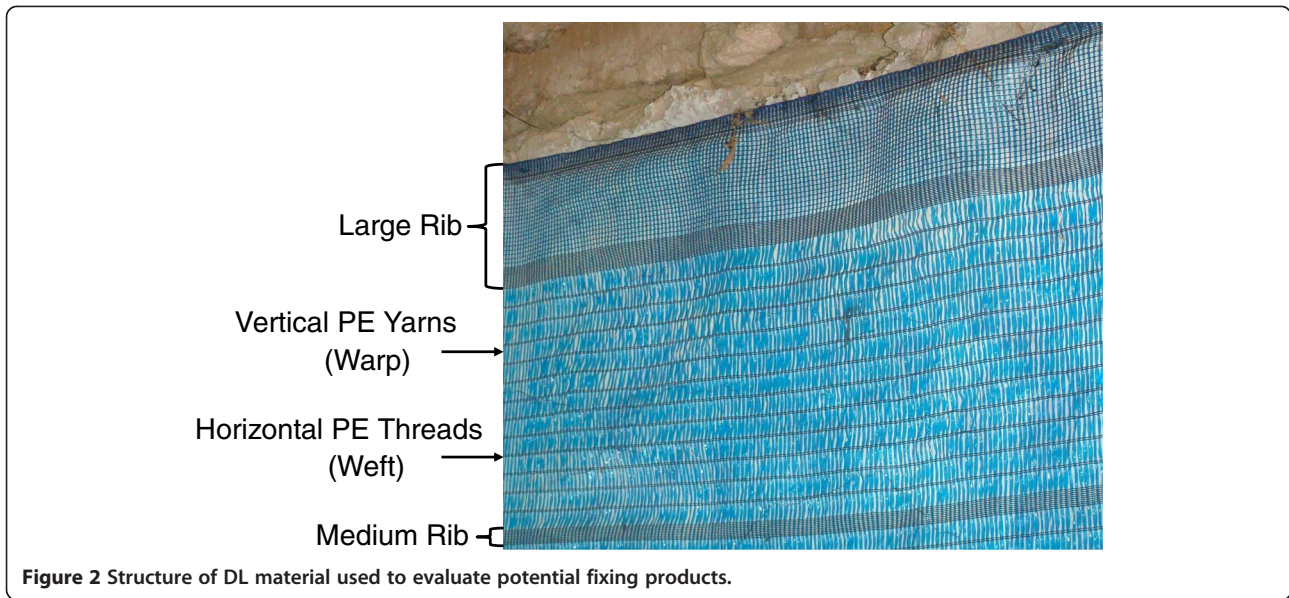 Large Rib
Vertical PE Yarns
(Warp)
Horizontal PE Threads
(Weft)
Medium Rib
Figure 2 Structure of DL material used to evaluate potential fixing products.